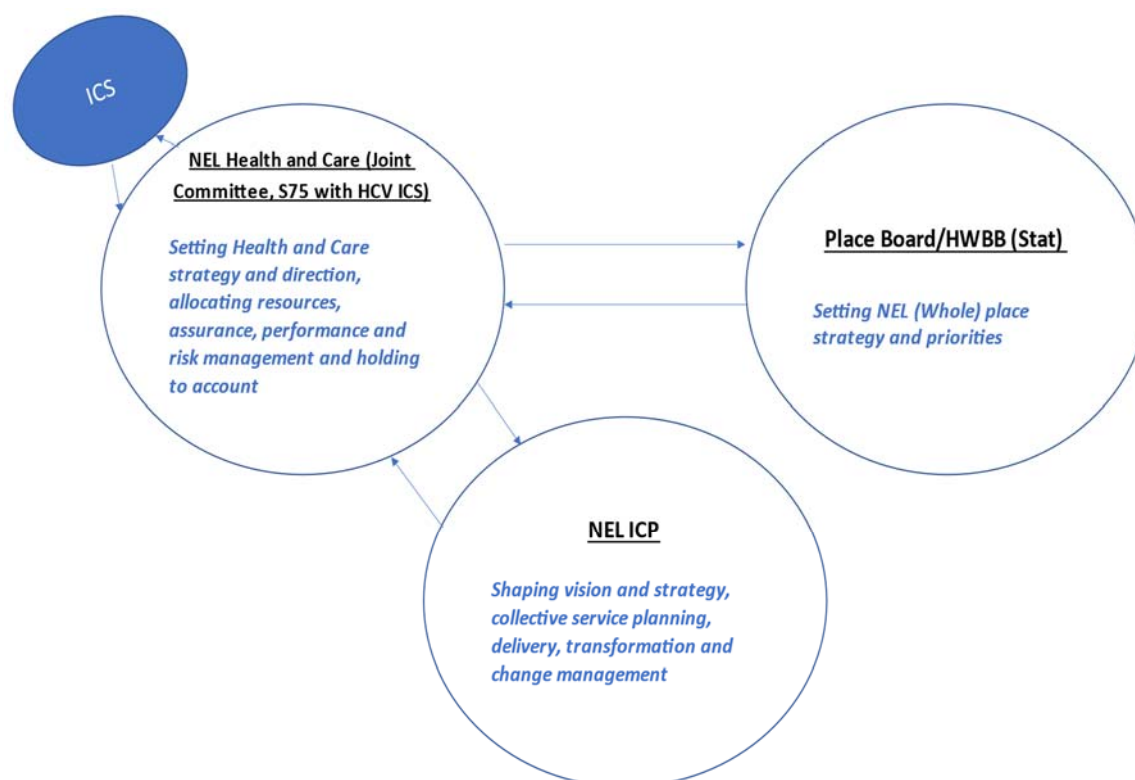 ICS
NEL Health and Care (Joint
Committee, S75 with HCV ICS)
Setting Health and Care
strategy and direction,
allocating resources,
assurance, performance and
risk management and holding
to account
Place Board/HWBB (Stat)
Setting NEL (Whole) place
strategy and priorities
NEL ICP
Shaping vision and strategy,
collective service planning,
delivery, transformation and
change management